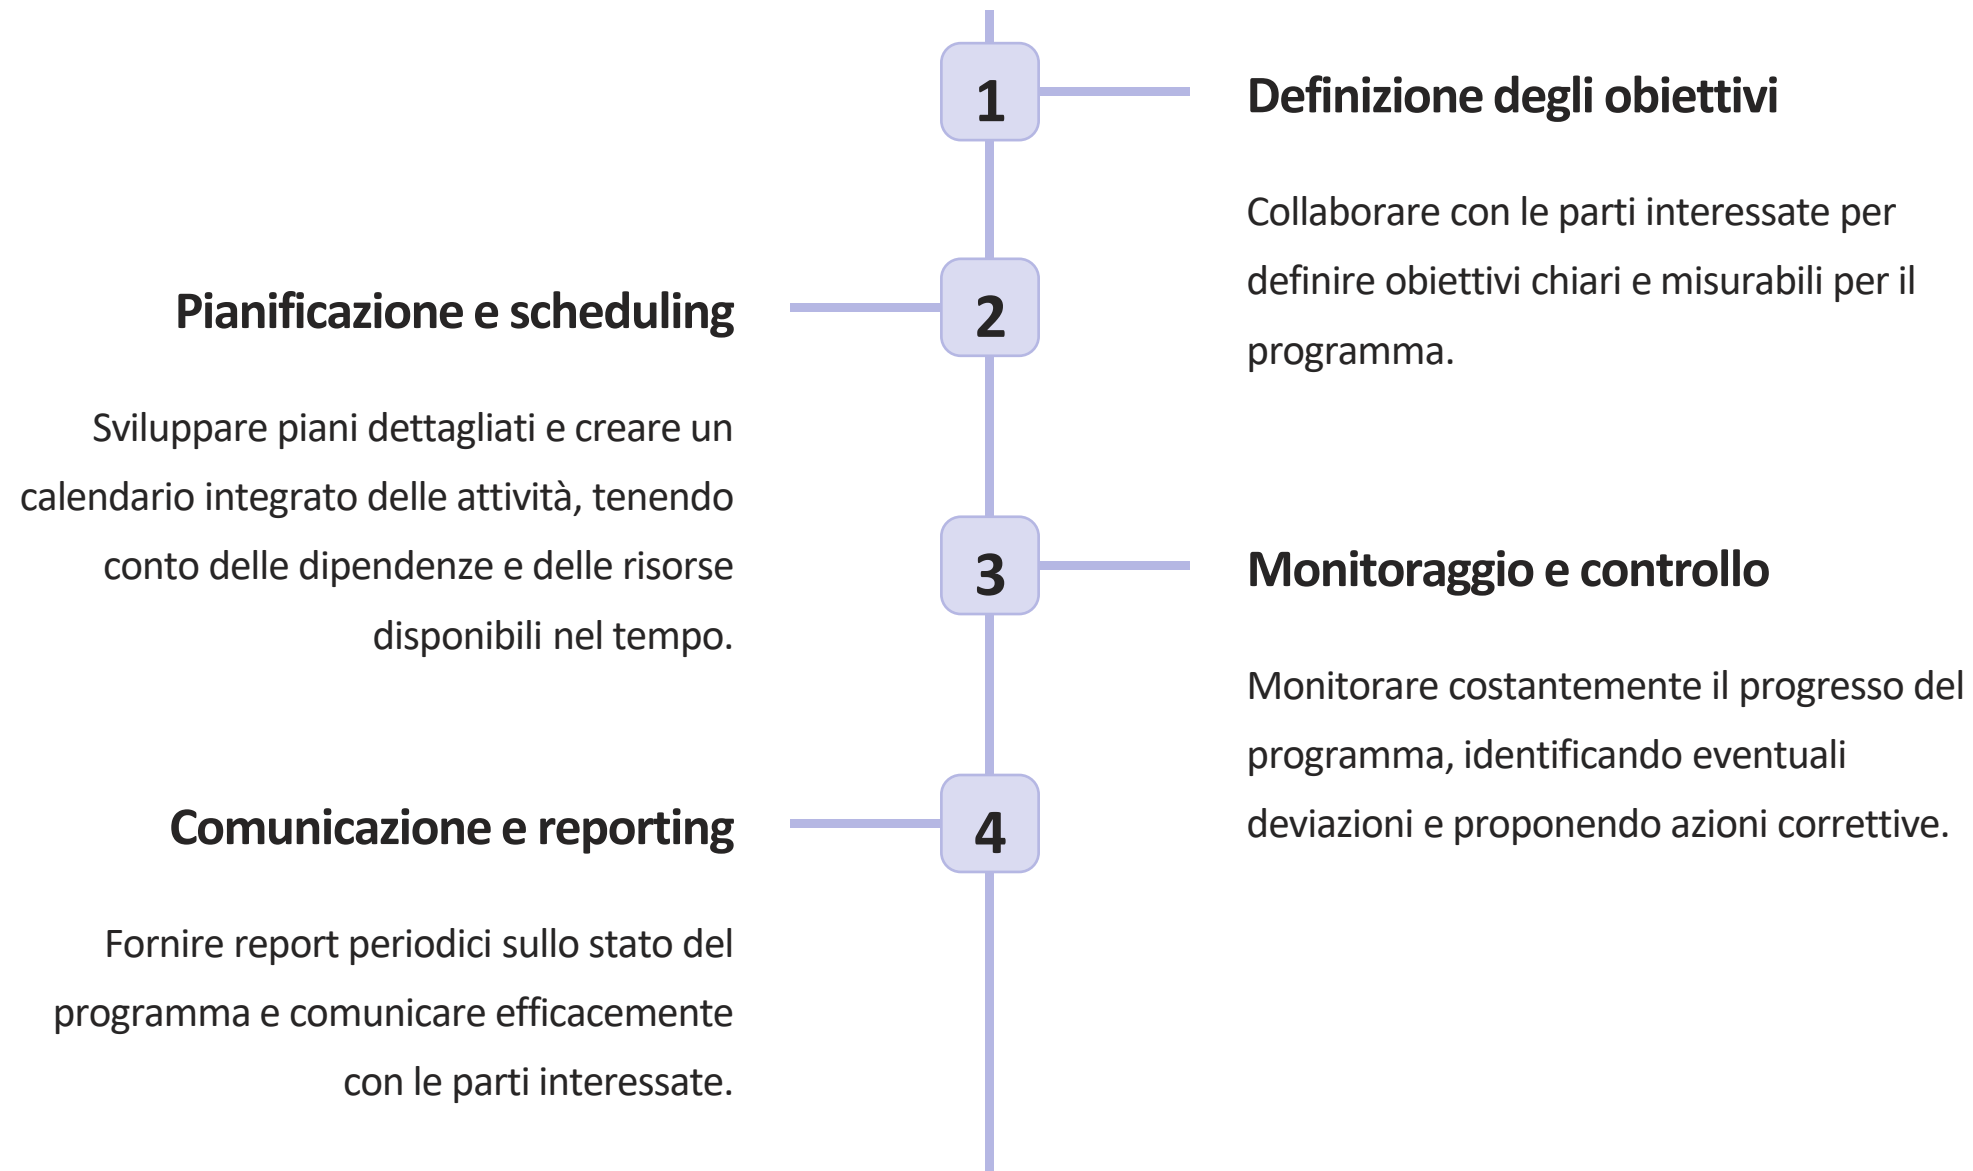 1
Definizione degli obiettivi
Collaborare con le parti interessate per
definire obiettivi chiari e misurabili per il
programma.
2
Pianificazione e scheduling
Sviluppare piani dettagliati e creare un
calendario integrato delle attività, tenendo
conto delle dipendenze e delle risorse
disponibili nel tempo.
3
Monitoraggio e controllo
Monitorare costantemente il progresso del
programma, identificando eventuali
deviazioni e proponendo azioni correttive.
4
Comunicazione e reporting
Fornire report periodici sullo stato del
programma e comunicare efficacemente
con le parti interessate.